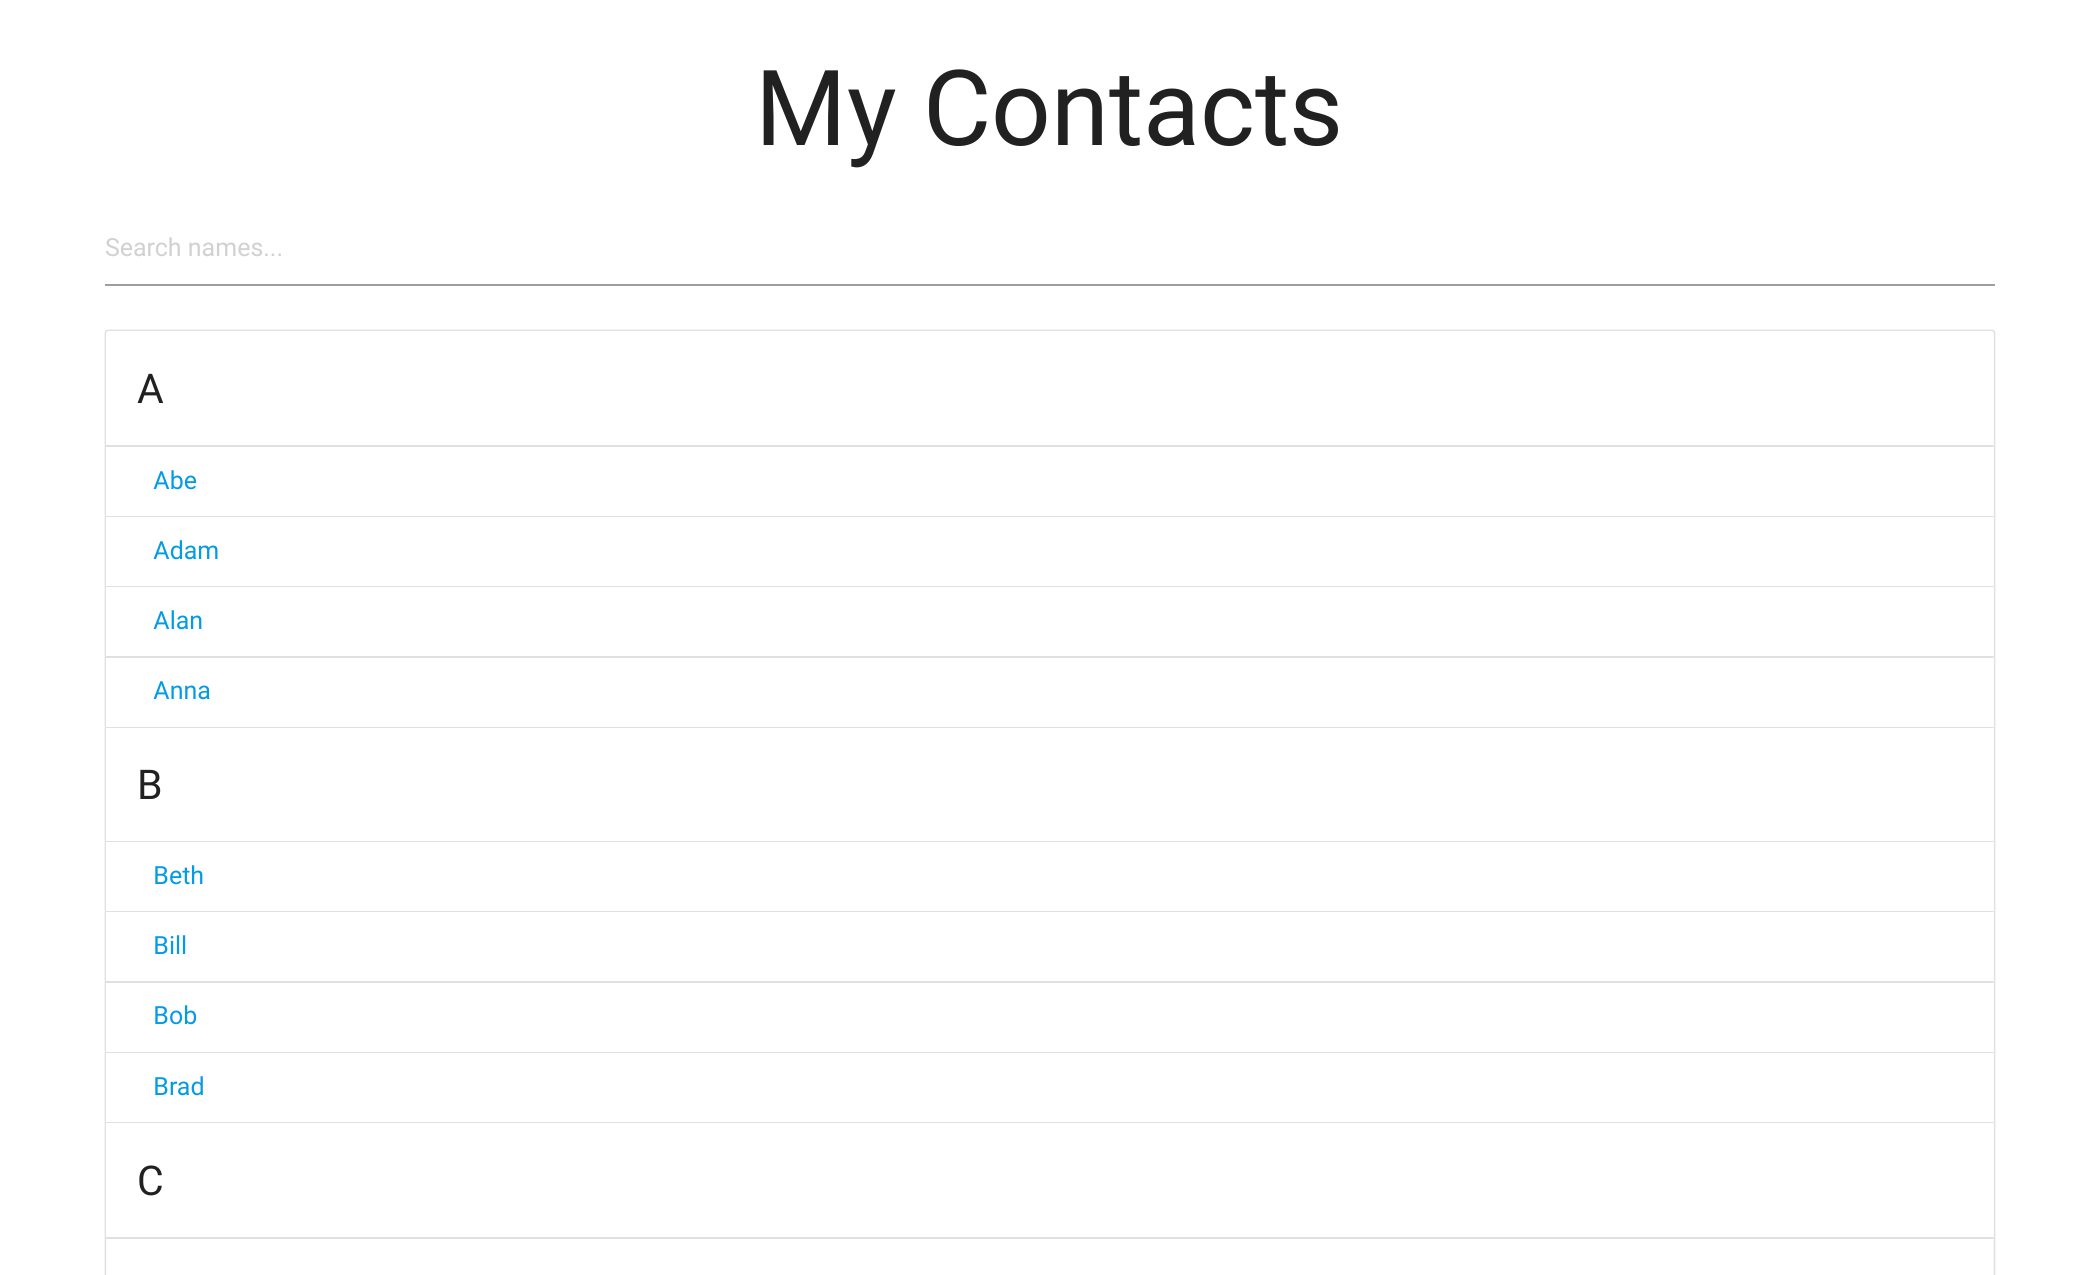 My Contacts
Search names...
A
Abe
Adam
Alan
Anna
B
Beth
Bill
Bob
Brad
C